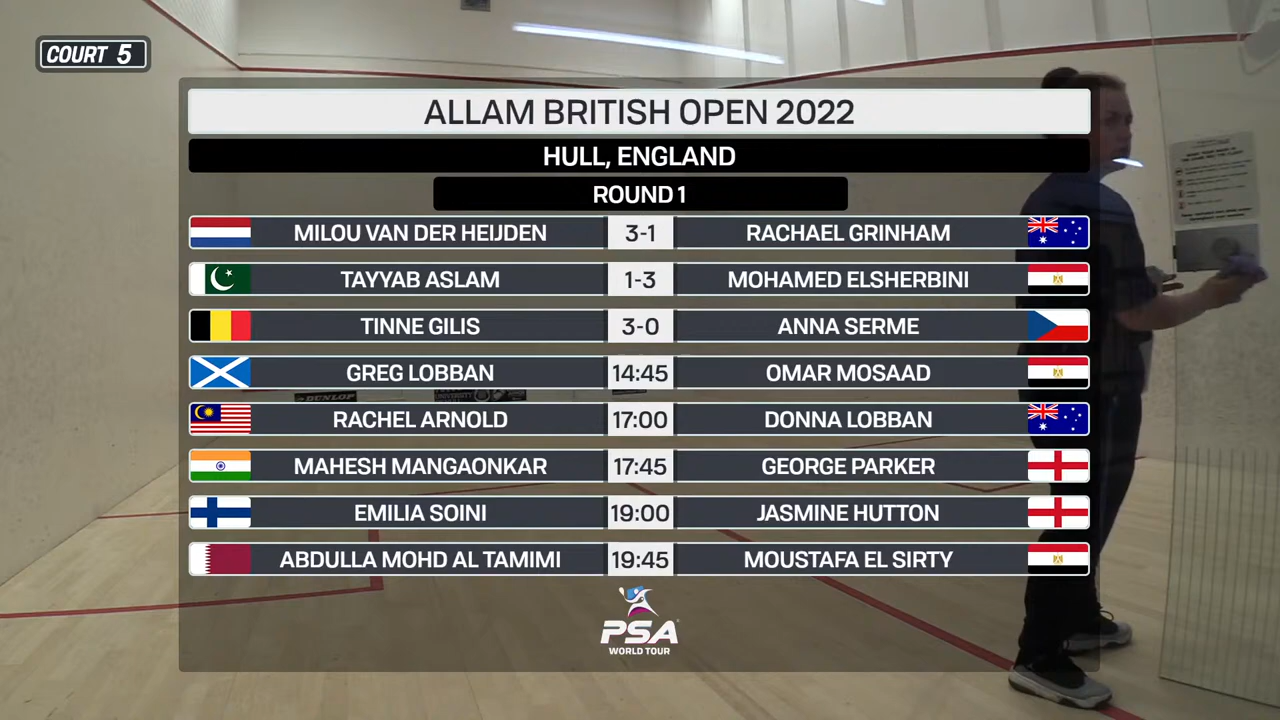 COURT 5
ALLAM BRITISH OPEN 2022
HULL, ENGLAND
ROUND 1
MILOU VAN DER HEIJDEN 3-1 RACHAEL GRINHAM
TAYYAB ASLAM 1-3 MOHAMED ELSHERBINI
TINNE GILIS 3-0 ANNA SERME
GREG LOBBAN 14:45 OMAR MOSAAD
DUNLOP
RACHEL ARNOLD 17:00 DONNA LOBBAN
MAHESH MANGAONKAR 17:45 GEORGE PARKER
EMILIA SOINI 19:00 JASMINE HUTTON
ABDULLA MOHD AL TAMIMI 19:45 MOUSTAFA EL SIRTY
PSA
WORLD TOUR